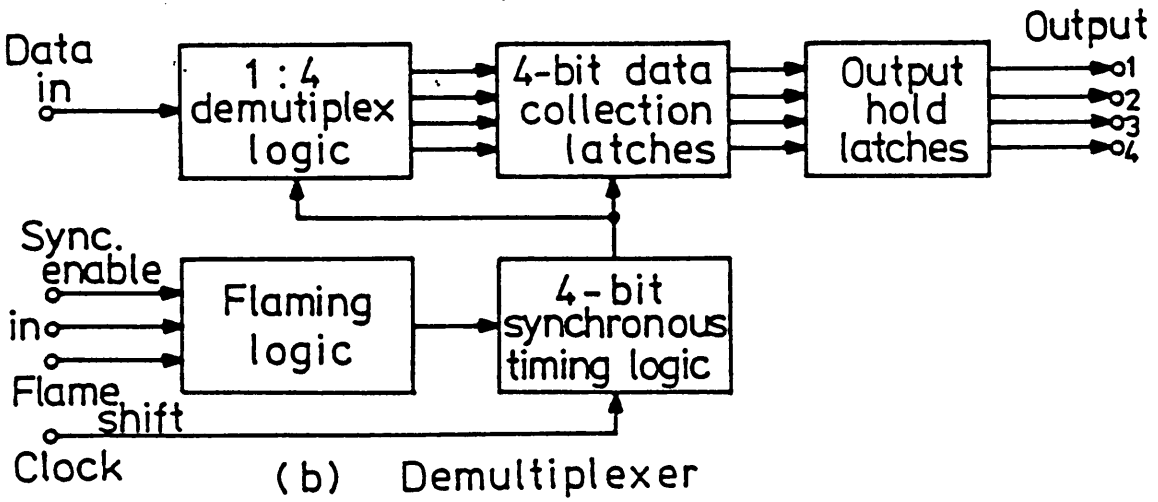 Output
Data
in
1 : 4
demutiplex
logic
4-bit data
collection
latches
Output
hold
latches
1
2
3
4
Sync.
enable
in
Flame
shift
Clock
Flaming
logic
4-bit
synchronous
timing logic
(b) Demultiplexer